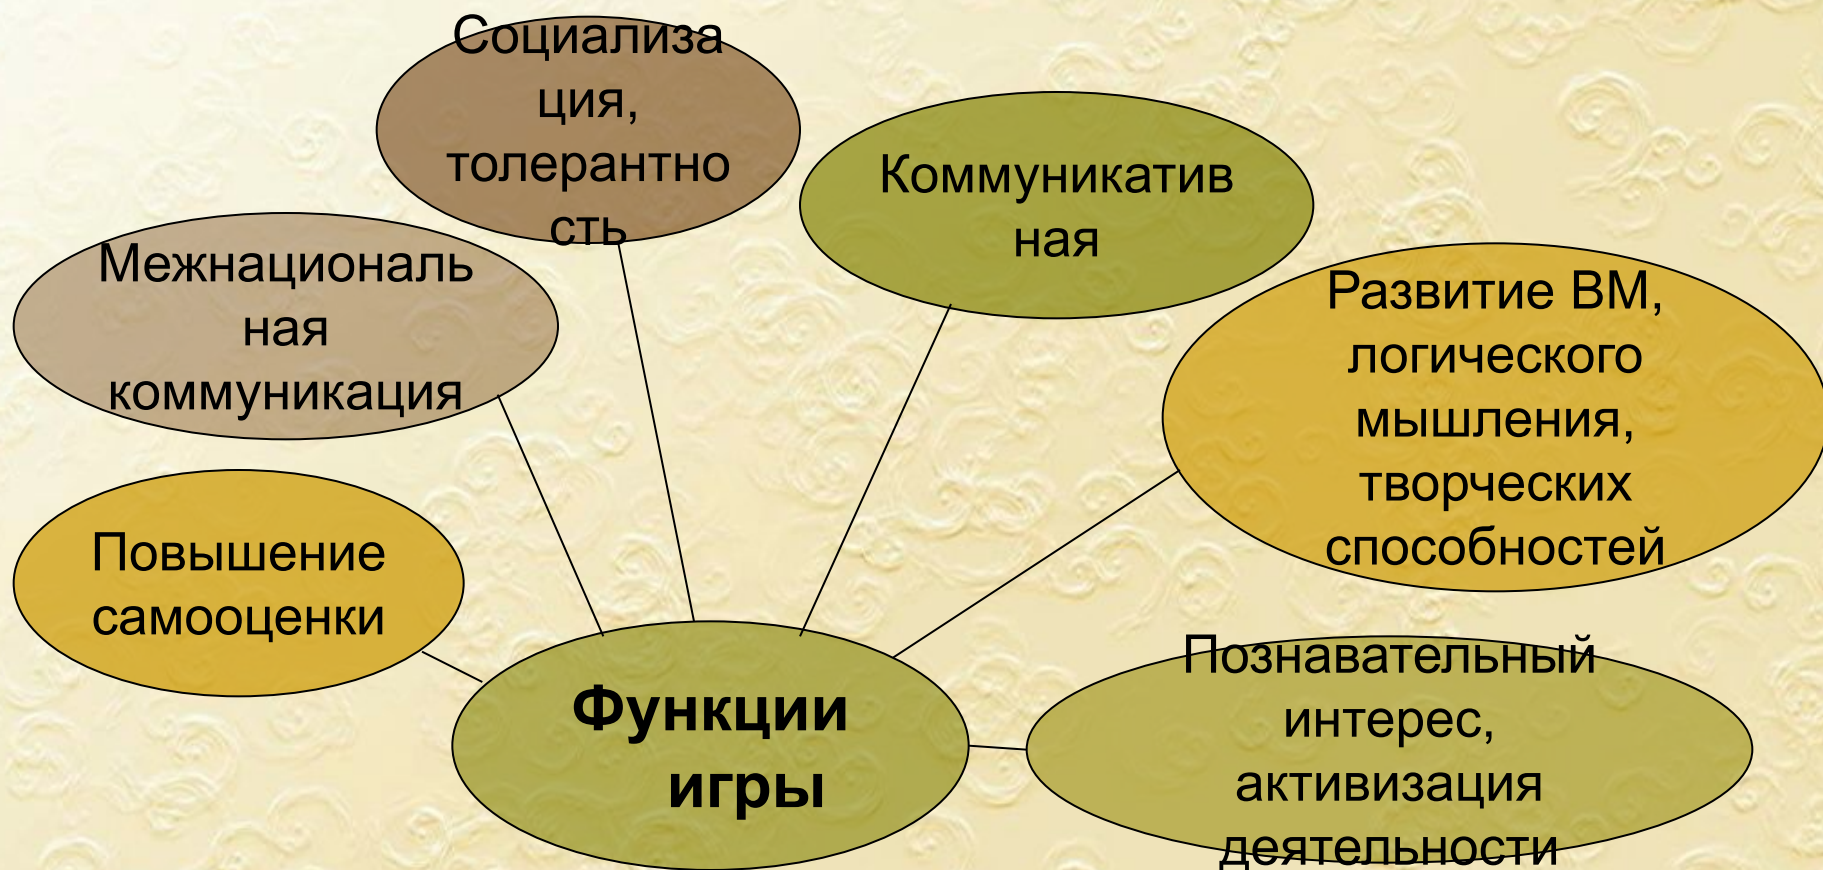 Социализа
ция,
толерантно
сть
Коммуникатив
ная
Межнациональ
ная
коммуникация
Развитие ВМ,
логического
мышления,
творческих
способностей
Повышение
самооценки
Познавательный
интерес,
активизация
деятельности
Функции
игры